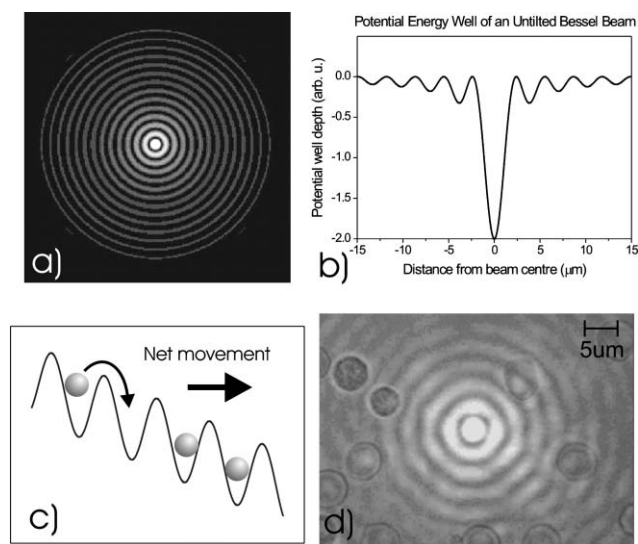 a)
Potential Energy Well of an Untilted Bessel Beam
Potential well depth (arb. u.)
0.0
-0.5
-1.0
-1.5
-2.0
-15 -10 -5 0 5 10 15
Distance from beam centre (μm)
b)
Net movement
c)
5um
d)